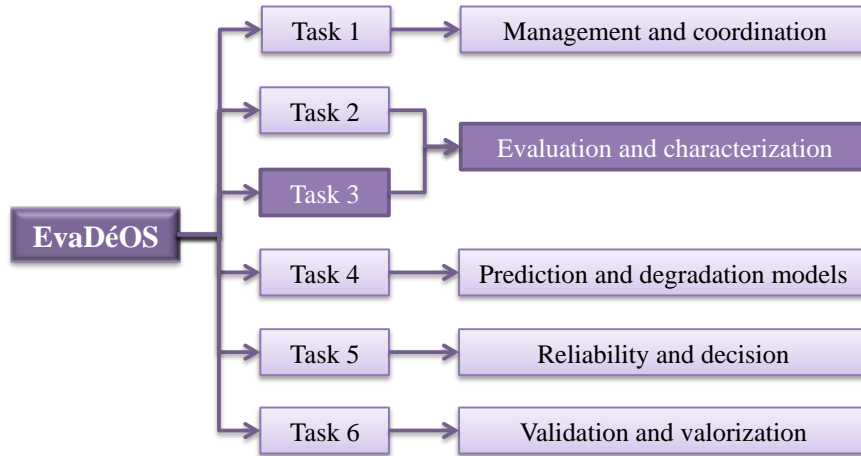 Task 1
Management and coordination
Task 2
Evaluation and characterization
Task 3
EvaDéOS
Task 4
Prediction and degradation models
Task 5
Reliability and decision
Task 6
Validation and valorization